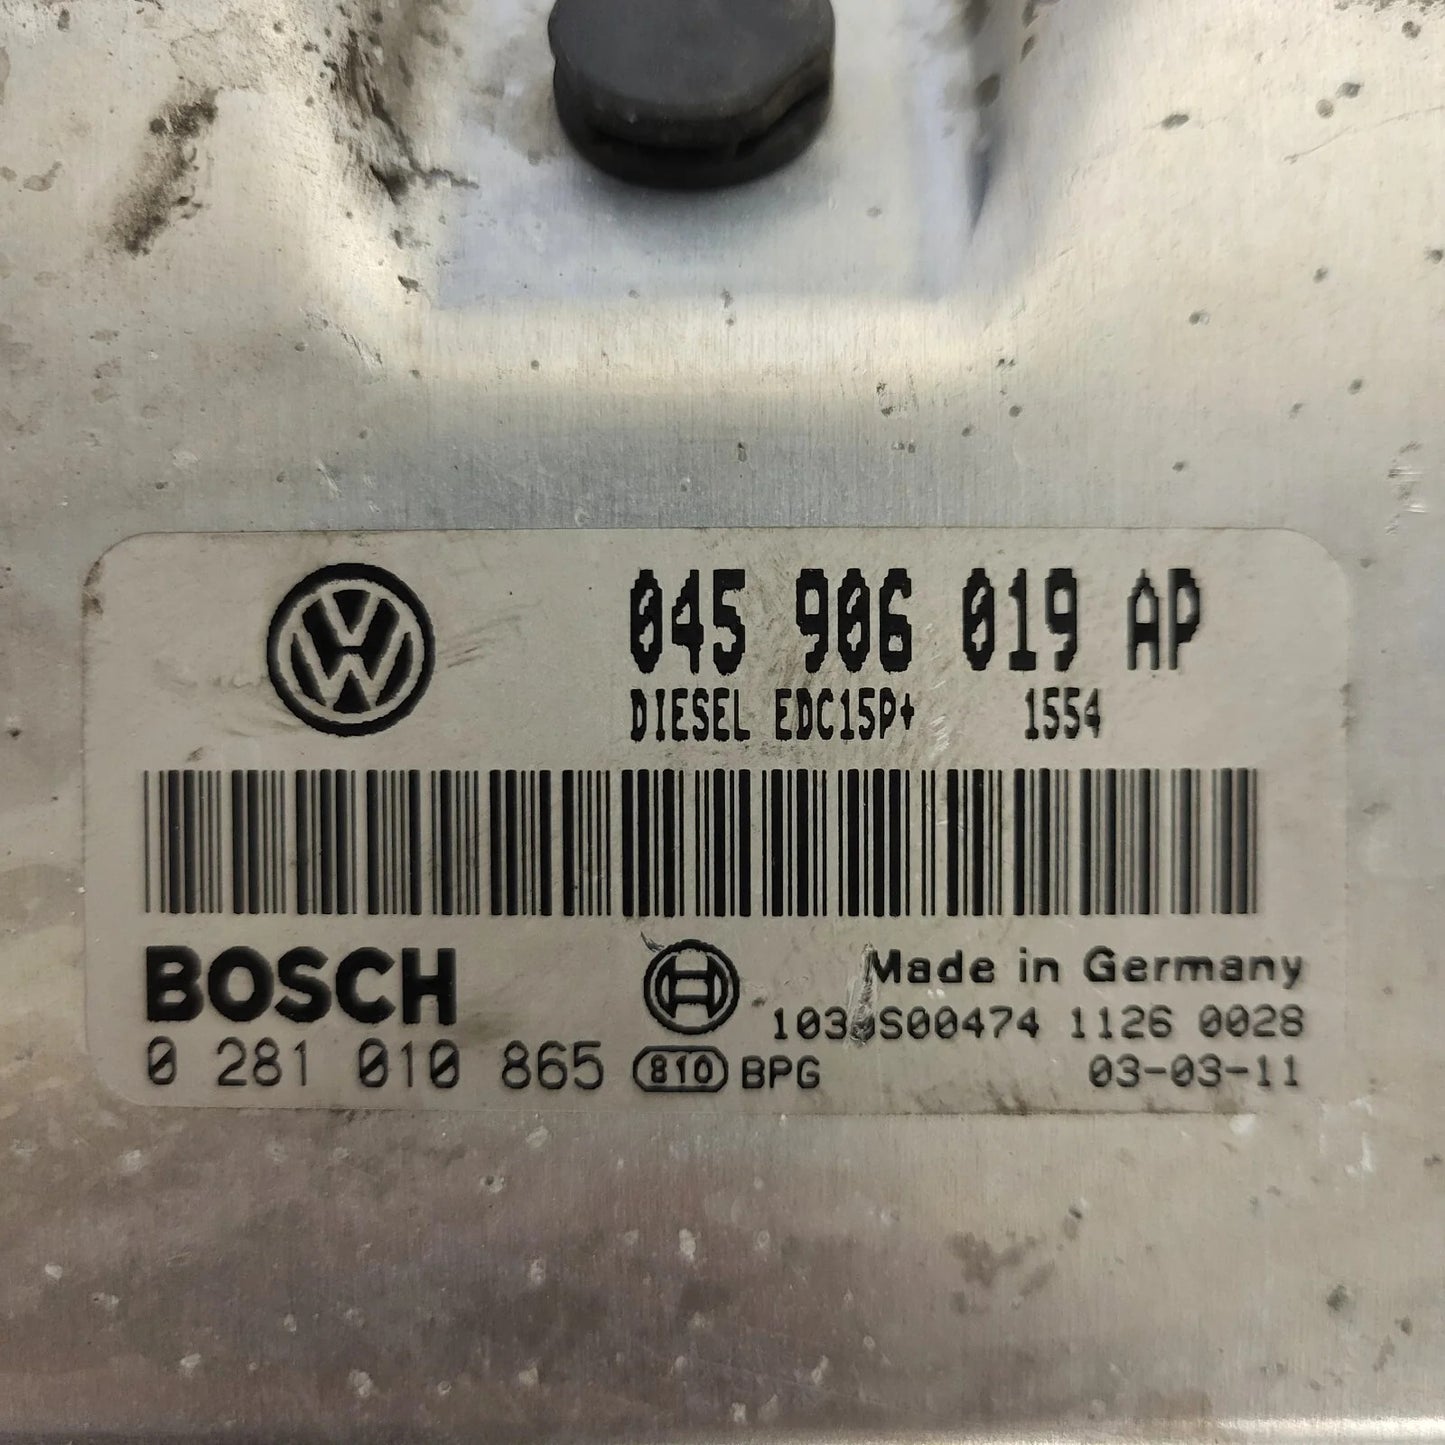 045 906 019 AP
DIESEL EDC15P+ 1554
BOSCH
Made in Germany
1039S00474 1126 0028
0 281 010 865 810 BPG 03-03-11